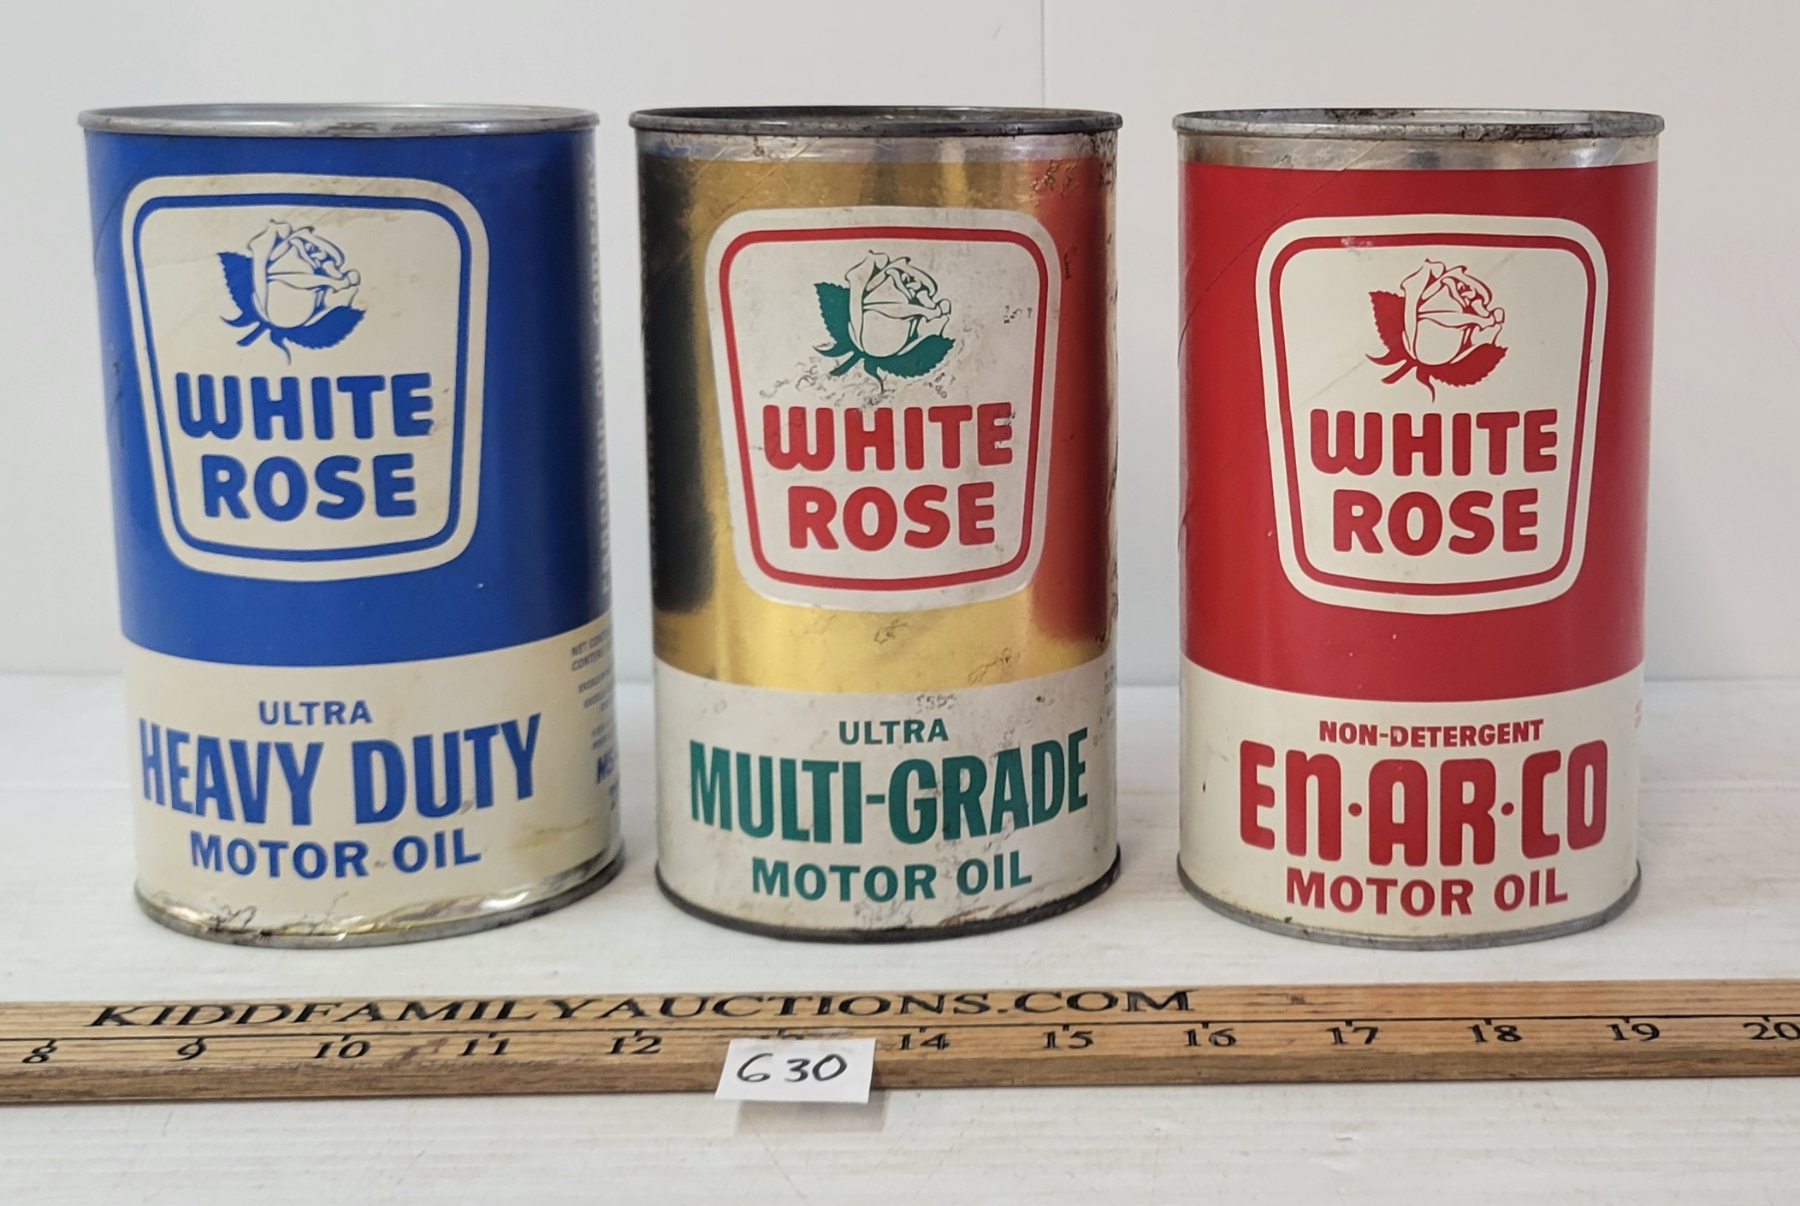 WHITE
ROSE
ULTRA
HEAVY DUTY
MOTOR OIL
WHITE
ROSE
ULTRA
MULTI-GRADE
MOTOR OIL
WHITE
ROSE
NON-DETERGENT
EN·AR·CO
MOTOR OIL
KIDDFAMILYAUCTIONS.COM
8 9 10 11 12 14 15 16 17 18 19 20
630